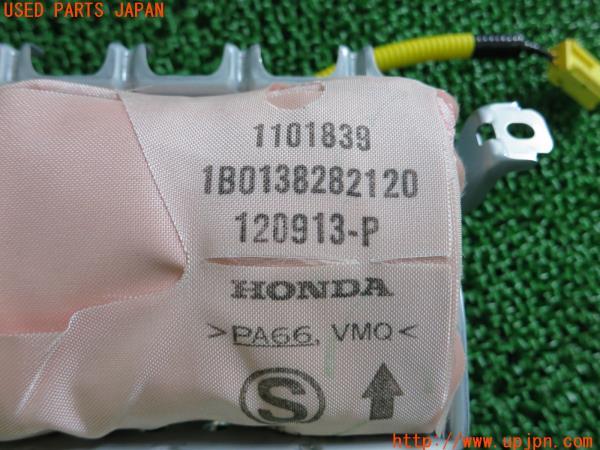 USED PARTS JAPAN
1101839
1B0138282120
120913-P
HONDA
>PA66, VMQ<
S
http://www.upjpn.com/